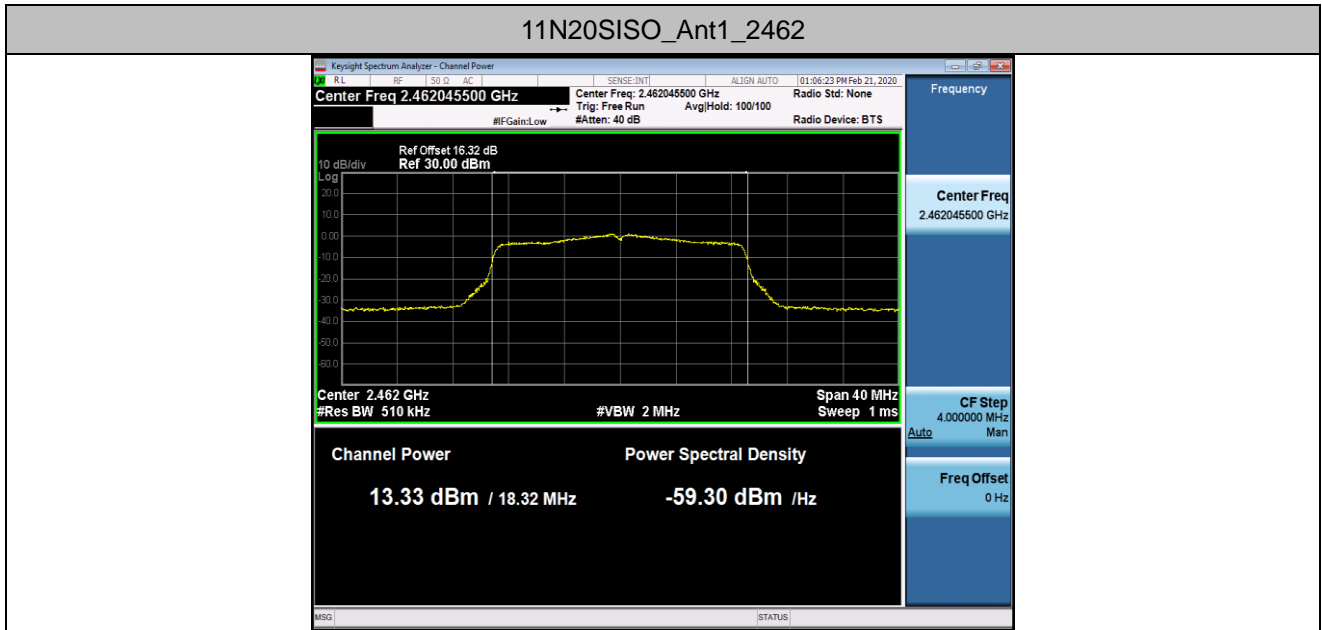 11N20SISO_Ant1_2462
Keysight Spectrum Analyzer - Channel Power
RL RF 50 Ω AC SENSE:INT ALIGN AUTO 01:06:23 PM Feb 21, 2020
Center Freq 2.462045500 GHz
Center Freq: 2.462045500 GHz
Radio Std: None
Trig: Free Run Avg|Hold: 100/100
#IFGain:Low
#Atten: 40 dB
Radio Device: BTS
Ref Offset 16.32 dB
10 dB/div Ref 30.00 dBm
Log
20.0
10.0
0.00
-10.0
-20.0
-30.0
-40.0
-50.0
-60.0
Center 2.462 GHz Span 40 MHz
#Res BW 510 kHz #VBW 2 MHz Sweep 1 ms
Channel Power Power Spectral Density
13.33 dBm / 18.32 MHz -59.30 dBm /Hz
MSG STATUS
Frequency
Center Freq
2.462045500 GHz
CF Step
4.000000 MHz
Auto Man
Freq Offset
0 Hz